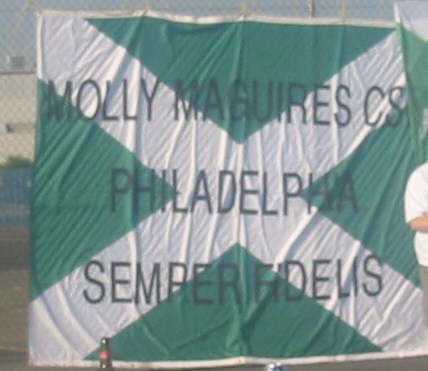 MOLLY MAGUIRES CS
PHILADELPHIA
SEMPER FIDELIS